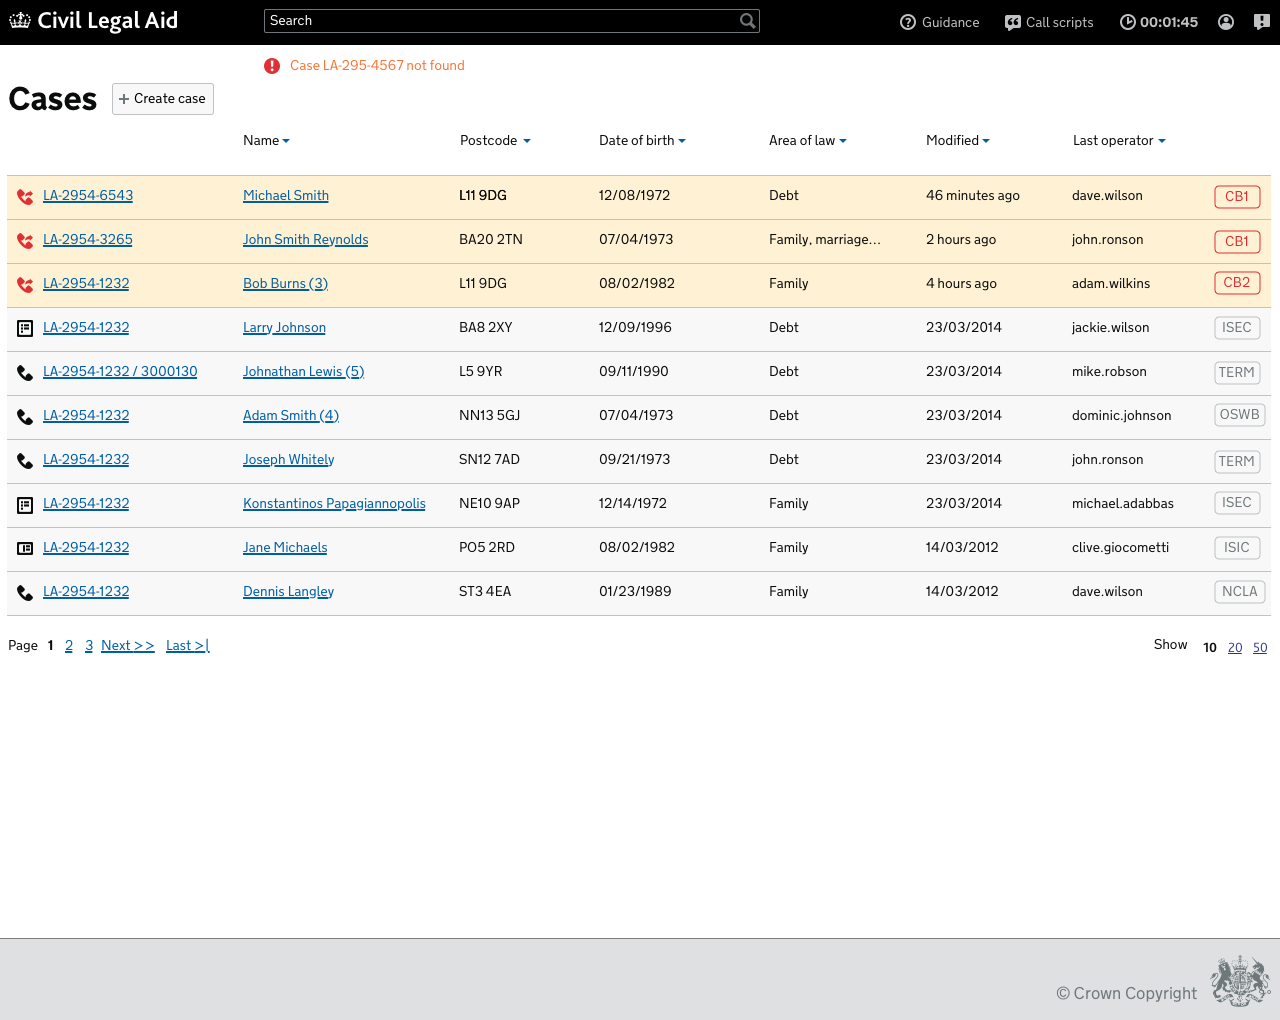 Civil Legal Aid Search Guidance Call scripts 00:01:45
Case LA-295-4567 not found
Cases + Create case
Name Postcode Date of birth Area of law Modified Last operator
LA-2954-6543 Michael Smith L11 9DG 12/08/1972 Debt 46 minutes ago dave.wilson CB1
LA-2954-3265 John Smith Reynolds BA20 2TN 07/04/1973 Family, marriage... 2 hours ago john.ronson CB1
LA-2954-1232 Bob Burns (3) L11 9DG 08/02/1982 Family 4 hours ago adam.wilkins CB2
LA-2954-1232 Larry Johnson BA8 2XY 12/09/1996 Debt 23/03/2014 jackie.wilson ISEC
LA-2954-1232 / 3000130 Johnathan Lewis (5) L5 9YR 09/11/1990 Debt 23/03/2014 mike.robson TERM
LA-2954-1232 Adam Smith (4) NN13 5GJ 07/04/1973 Debt 23/03/2014 dominic.johnson OSWB
LA-2954-1232 Joseph Whitely SN12 7AD 09/21/1973 Debt 23/03/2014 john.ronson TERM
LA-2954-1232 Konstantinos Papagiannopolis NE10 9AP 12/14/1972 Family 23/03/2014 michael.adabbas ISEC
LA-2954-1232 Jane Michaels PO5 2RD 08/02/1982 Family 14/03/2012 clive.giocometti ISIC
LA-2954-1232 Dennis Langley ST3 4EA 01/23/1989 Family 14/03/2012 dave.wilson NCLA
Page 1 2 3 Next >> Last >| Show 10 20 50
© Crown Copyright